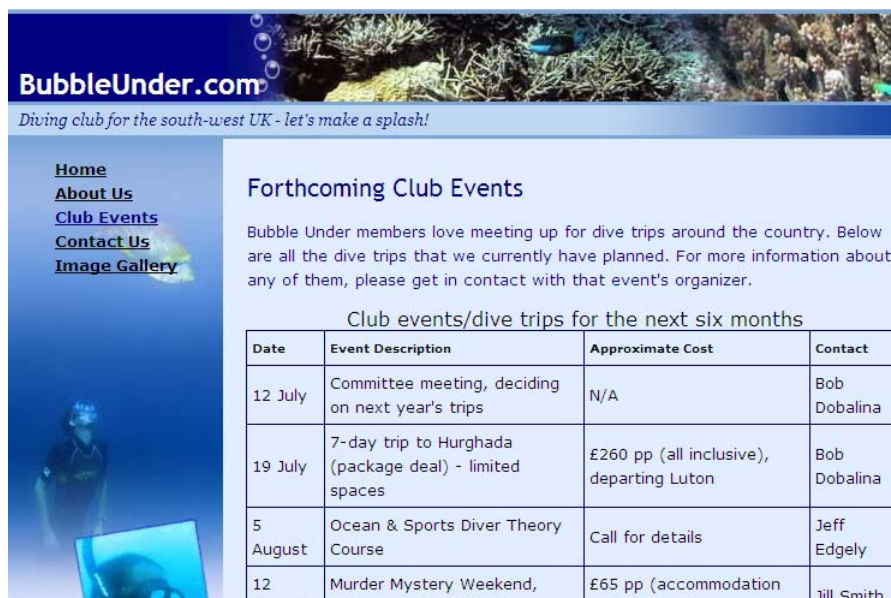 BubbleUnder.com
Diving club for the south-west UK - let's make a splash!
Home
About Us
Club Events
Contact Us
Image Gallery
Forthcoming Club Events
Bubble Under members love meeting up for dive trips around the country. Below
are all the dive trips that we currently have planned. For more information about
any of them, please get in contact with that event's organizer.
Club events/dive trips for the next six months
Date Event Description Approximate Cost Contact
12 July Committee meeting, deciding on next year's trips N/A Bob Dobalina
19 July 7-day trip to Hurghada (package deal) - limited spaces £260 pp (all inclusive), departing Luton Bob Dobalina
5 August Ocean & Sports Diver Theory Course Call for details Jeff Edgely
12 Murder Mystery Weekend, £65 pp (accommodation Jill Smith